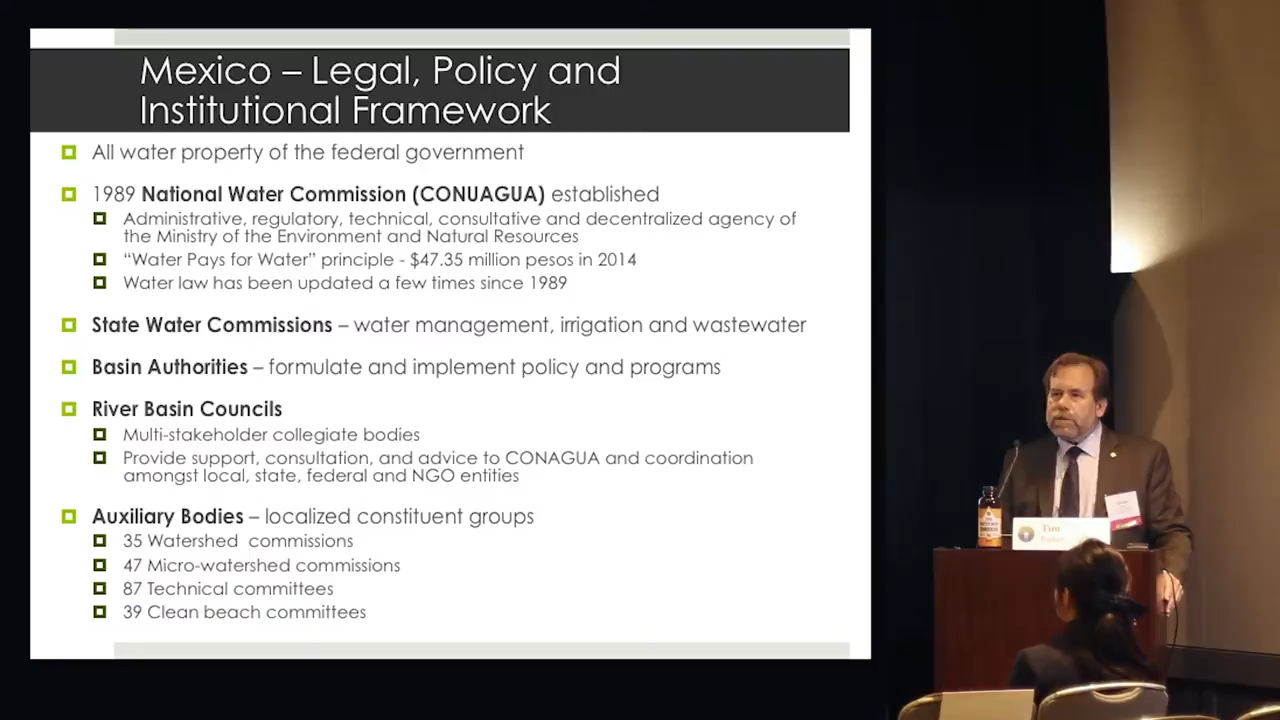 Mexico – Legal, Policy and
Institutional Framework
All water property of the federal government
1989 National Water Commission (CONUAGUA) established
Administrative, regulatory, technical, consultative and decentralized agency of
the Ministry of the Environment and Natural Resources
“Water Pays for Water” principle - $47.35 million pesos in 2014
Water law has been updated a few times since 1989
State Water Commissions – water management, irrigation and wastewater
Basin Authorities – formulate and implement policy and programs
River Basin Councils
Multi-stakeholder collegiate bodies
Provide support, consultation, and advice to CONAGUA and coordination
amongst local, state, federal and NGO entities
Auxiliary Bodies – localized constituent groups
35 Watershed commissions
47 Micro-watershed commissions
87 Technical committees
39 Clean beach committees
Tim